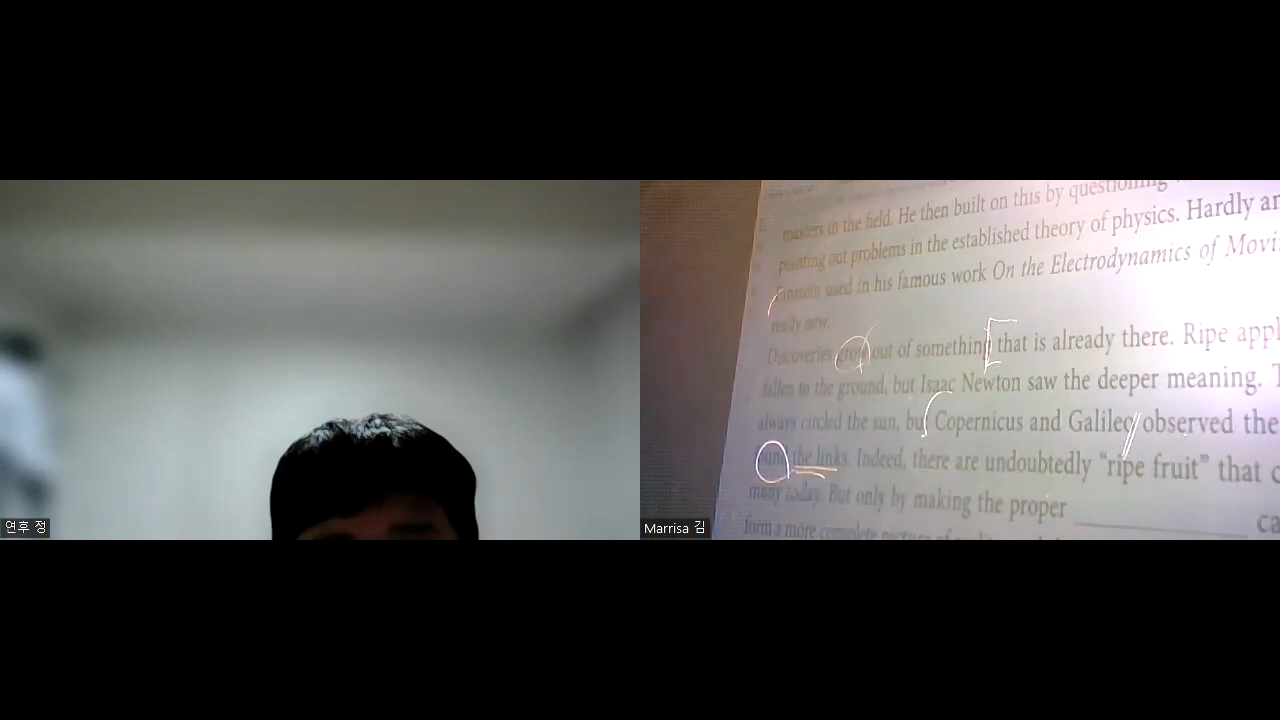 masters in the field. He then built on this by questioning
pointing out problems in the established theory of physics. Hardly
Einstein used in his famous work On the Electrodynamics of
really new.
Discoveries grow out of something that is already there. Ripe
fallen to the ground, but Isaac Newton saw the deeper meaning.
always circled the sun, but Copernicus and Galileo observed the
found the links. Indeed, there are undoubtedly “ripe fruit” that
many today. But only by making the proper ____________
form a more complete picture of
연후 정
Marrisa 김